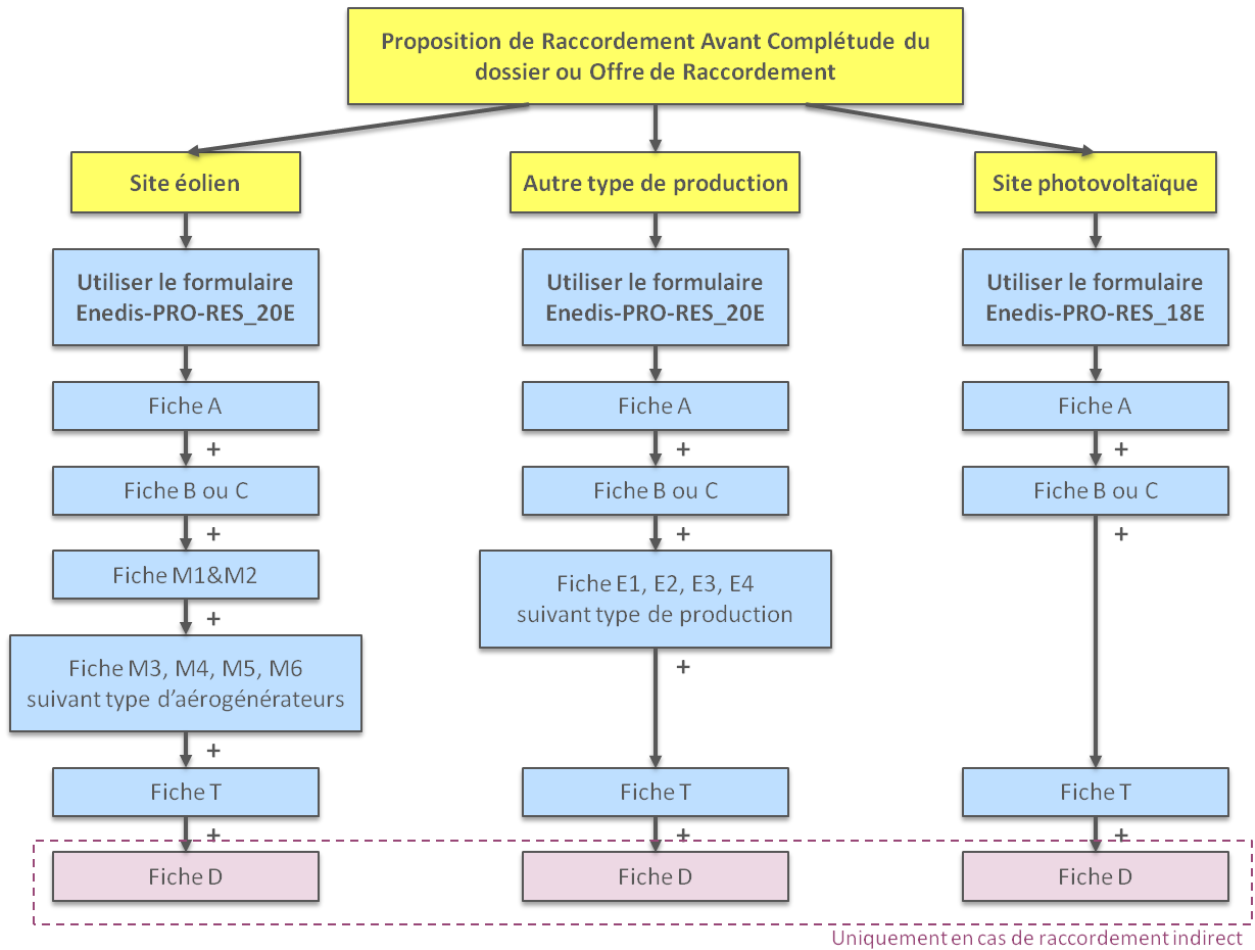 Proposition de Raccordement Avant Complétude du
dossier ou Offre de Raccordement
Site éolien
Utiliser le formulaire
Enedis-PRO-RES_20E
Fiche A
+
Fiche B ou C
+
Fiche M1&M2
+
Fiche M3, M4, M5, M6
suivant type d'aérogénérateurs
+
Fiche T
+
Fiche D
Autre type de production
Utiliser le formulaire
Enedis-PRO-RES_20E
Fiche A
+
Fiche B ou C
+
Fiche E1, E2, E3, E4
suivant type de production
+
Fiche T
+
Fiche D
Site photovoltaïque
Utiliser le formulaire
Enedis-PRO-RES_18E
Fiche A
+
Fiche B ou C
+
Fiche T
+
Fiche D
Uniquement en cas de raccordement indirect